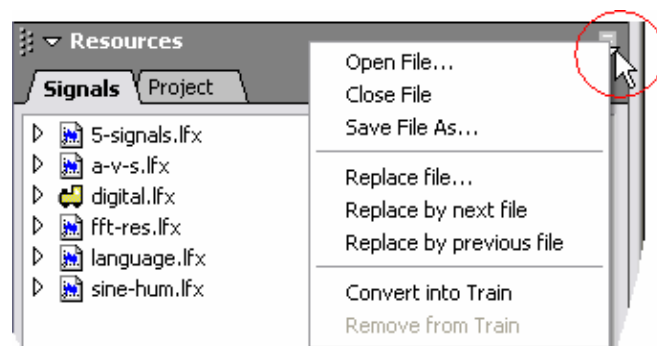 Resources
Signals
Project
5-signals.lfx
a-v-s.lfx
digital.lfx
fft-res.lfx
language.lfx
sine-hum.lfx
Open File...
Close File
Save File As...
Replace file...
Replace by next file
Replace by previous file
Convert into Train
Remove from Train